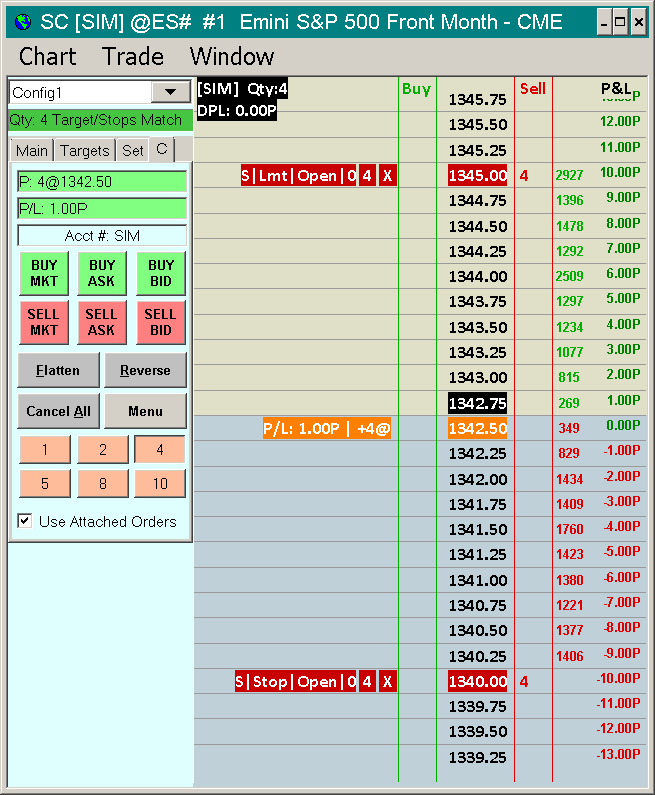 SC [SIM] @ES#  #1  Emini S&P 500 Front Month - CME
Chart Trade Window
Config1
Qty: 4 Target/Stops Match
Main Targets Set C
P: 4@1342.50
P/L: 1.00P
Acct #: SIM
BUY MKT
BUY ASK
BUY BID
SELL MKT
SELL ASK
SELL BID
Flatten Reverse
Cancel All Menu
1 2 4
5 8 10
Use Attached Orders
[SIM]  Qty:4
DPL: 0.00P
Buy Sell P&L
1345.75
1345.50 12.00P
1345.25 11.00P
S|Lmt|Open|0 4 X 1345.00 4 2927 10.00P
1344.75 1396 9.00P
1344.50 1478 8.00P
1344.25 1292 7.00P
1344.00 2509 6.00P
1343.75 1297 5.00P
1343.50 1234 4.00P
1343.25 1077 3.00P
1343.00 815 2.00P
1342.75 269 1.00P
P/L: 1.00P | +4@ 1342.50 349 0.00P
1342.25 829 -1.00P
1342.00 1434 -2.00P
1341.75 1409 -3.00P
1341.50 1760 -4.00P
1341.25 1423 -5.00P
1341.00 1380 -6.00P
1340.75 1221 -7.00P
1340.50 1377 -8.00P
1340.25 1406 -9.00P
S|Stop|Open|0 4 X 1340.00 4 -10.00P
1339.75 -11.00P
1339.50 -12.00P
1339.25 -13.00P